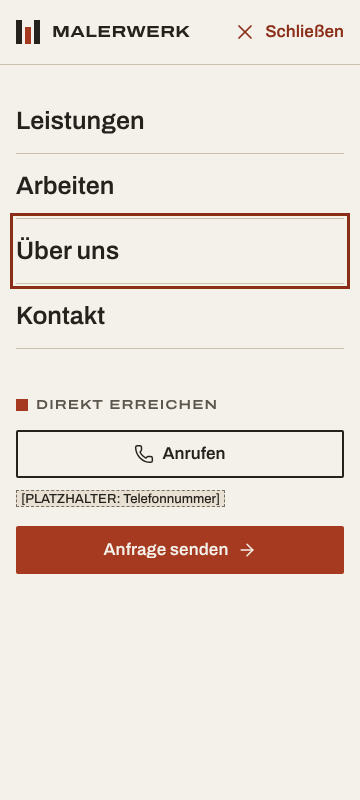 MALERWERK
Schließen
Leistungen
Arbeiten
Über uns
Kontakt
DIREKT ERREICHEN
Anrufen
[PLATZHALTER: Telefonnummer]
Anfrage senden